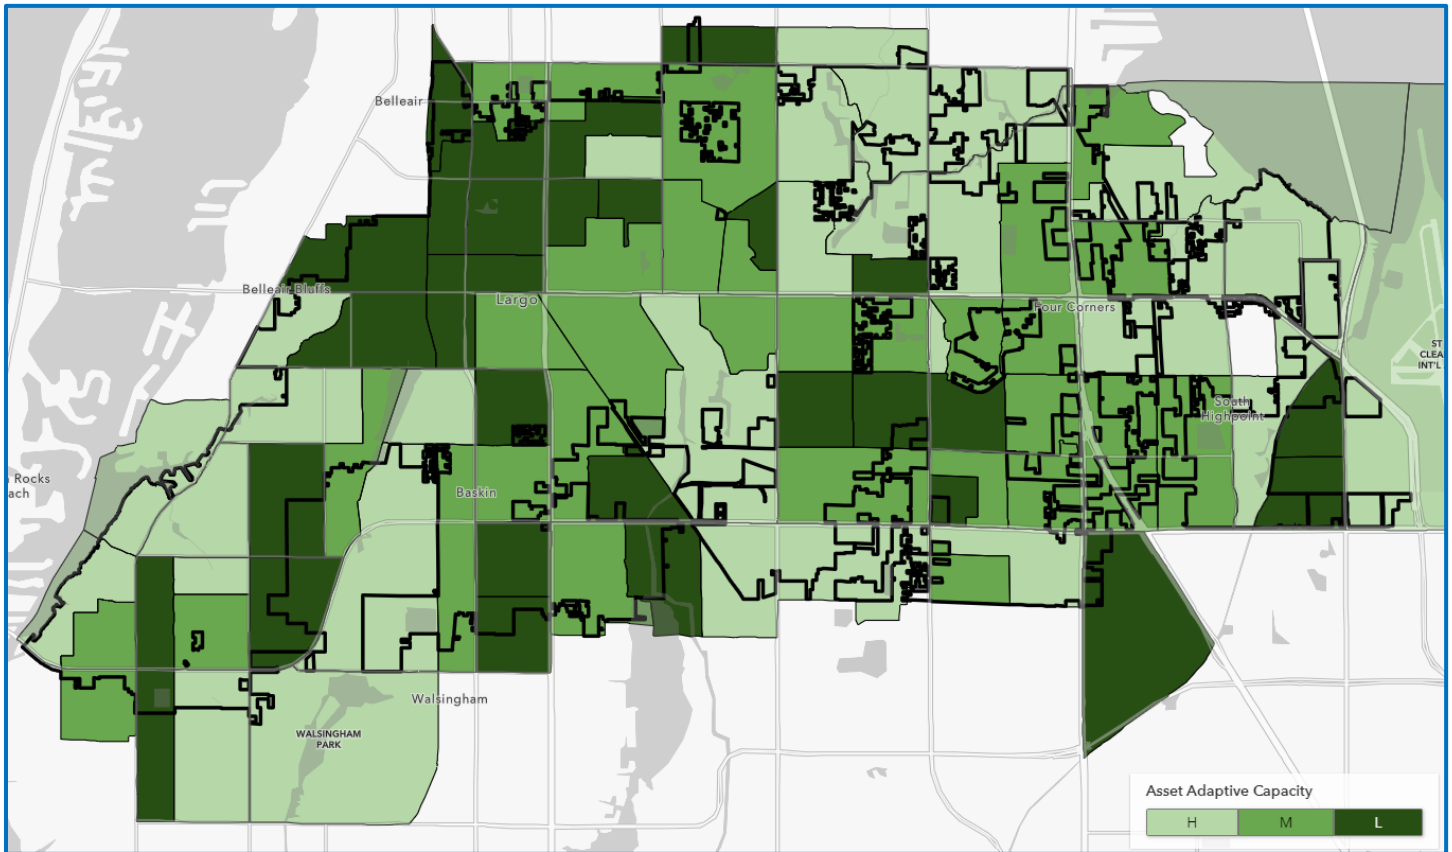 Belleair
Belleair Bluffs
Largo
Four Corners
ST
CLEA
INT'L
South
Highpoint
Rocks
ach
Baskin
Walsingham
WALSINGHAM
PARK
Asset Adaptive Capacity
H M L